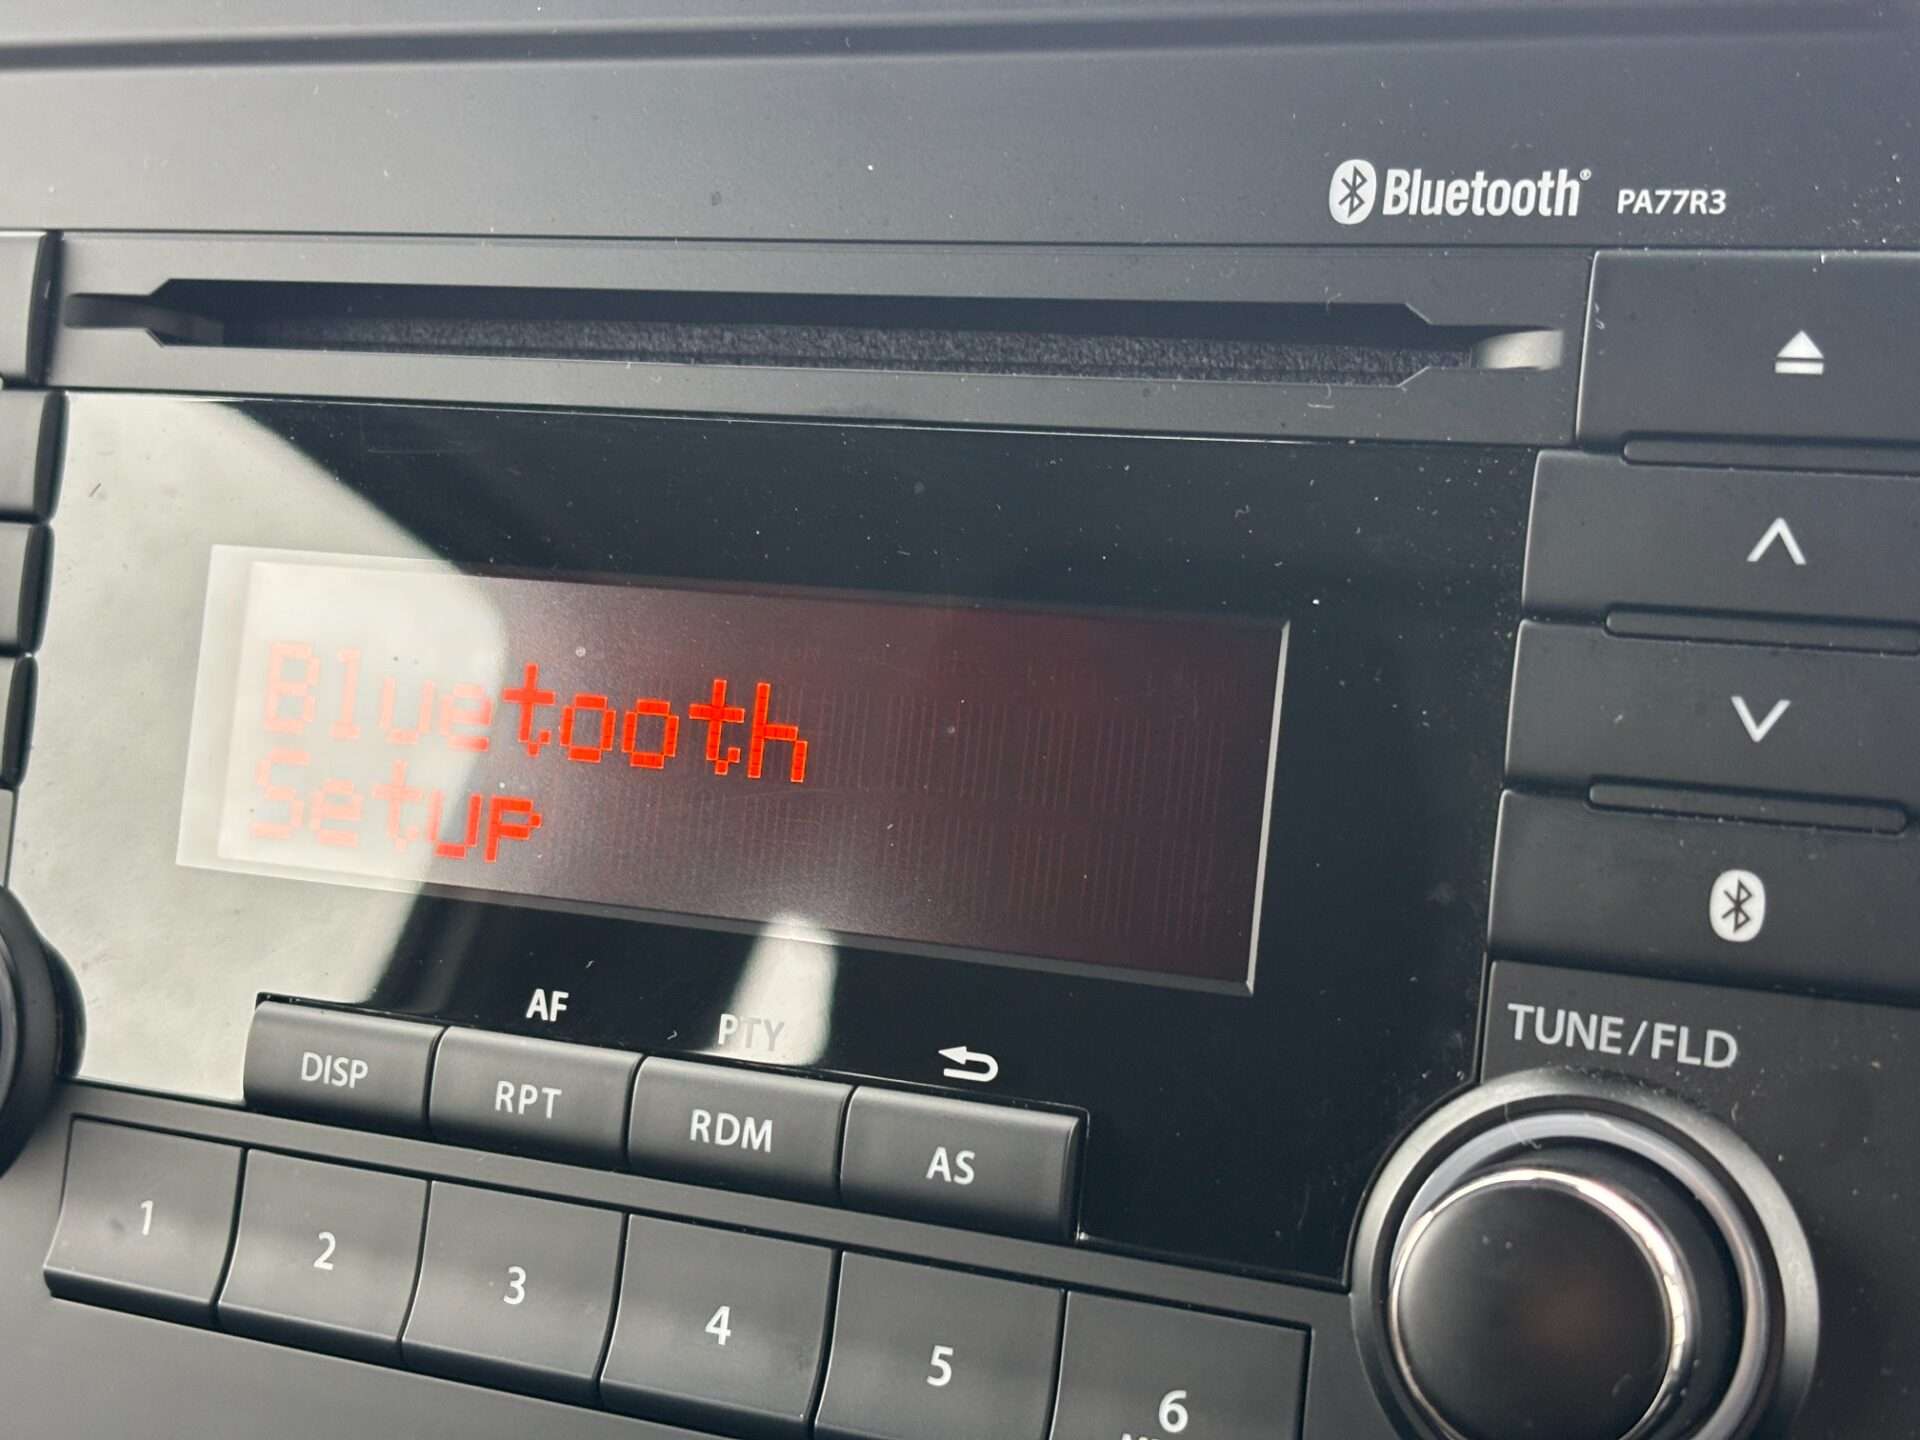 Bluetooth® PA77R3
Bluetooth
Setup
TUNE/FLD
AF PTY
DISP RPT RDM AS
1 2 3 4 5 6